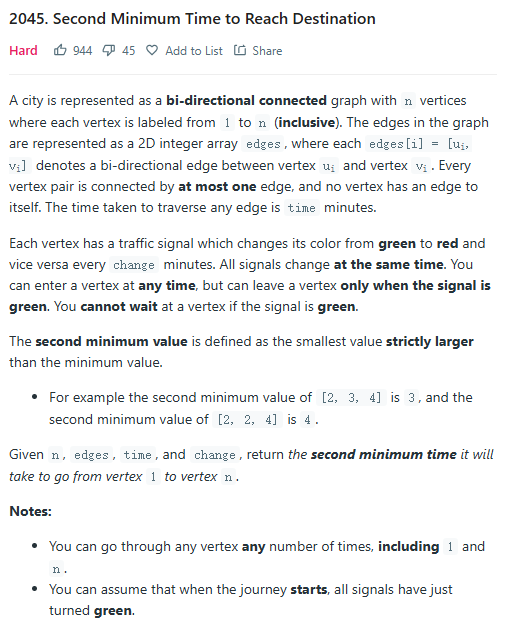 2045. Second Minimum Time to Reach Destination
Hard 944 45 Add to List Share
A city is represented as a bi-directional connected graph with n vertices
where each vertex is labeled from 1 to n (inclusive). The edges in the graph
are represented as a 2D integer array edges, where each edges[i] = [uᵢ,
vᵢ] denotes a bi-directional edge between vertex uᵢ and vertex vᵢ. Every
vertex pair is connected by at most one edge, and no vertex has an edge to
itself. The time taken to traverse any edge is time minutes.
Each vertex has a traffic signal which changes its color from green to red and
vice versa every change minutes. All signals change at the same time. You
can enter a vertex at any time, but can leave a vertex only when the signal is
green. You cannot wait at a vertex if the signal is green.
The second minimum value is defined as the smallest value strictly larger
than the minimum value.
• For example the second minimum value of [2, 3, 4] is 3, and the
second minimum value of [2, 2, 4] is 4.
Given n, edges, time, and change, return the second minimum time it will
take to go from vertex 1 to vertex n.
Notes:
• You can go through any vertex any number of times, including 1 and
n.
• You can assume that when the journey starts, all signals have just
turned green.